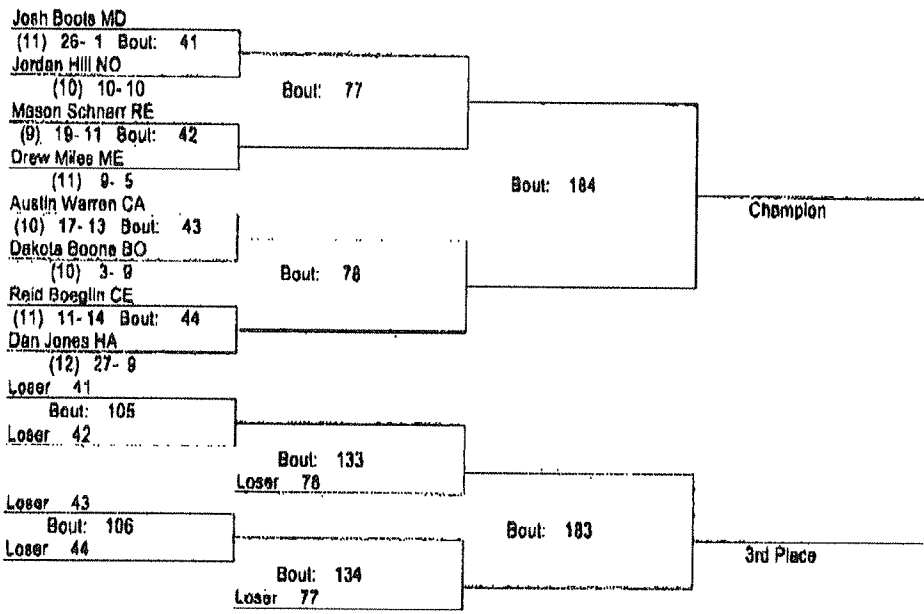 Josh Boots MD
(11) 26- 1 Bout: 41
Jordan Hill NO
(10) 10- 10
Bout: 77
Mason Schnarr RE
(9) 19- 11 Bout: 42
Drew Miles ME
(11) 9- 5
Bout: 184
Champion
Austin Warren CA
(10) 17- 13 Bout: 43
Dakota Boone BO
(10) 3- 9
Bout: 78
Reid Boeglin CE
(11) 11- 14 Bout: 44
Dan Jones HA
(12) 27- 9
Loser 41
Bout: 105
Loser 42
Bout: 133
Loser 78
Loser 43
Bout: 106
Loser 44
Bout: 183
3rd Place
Bout: 134
Loser 77